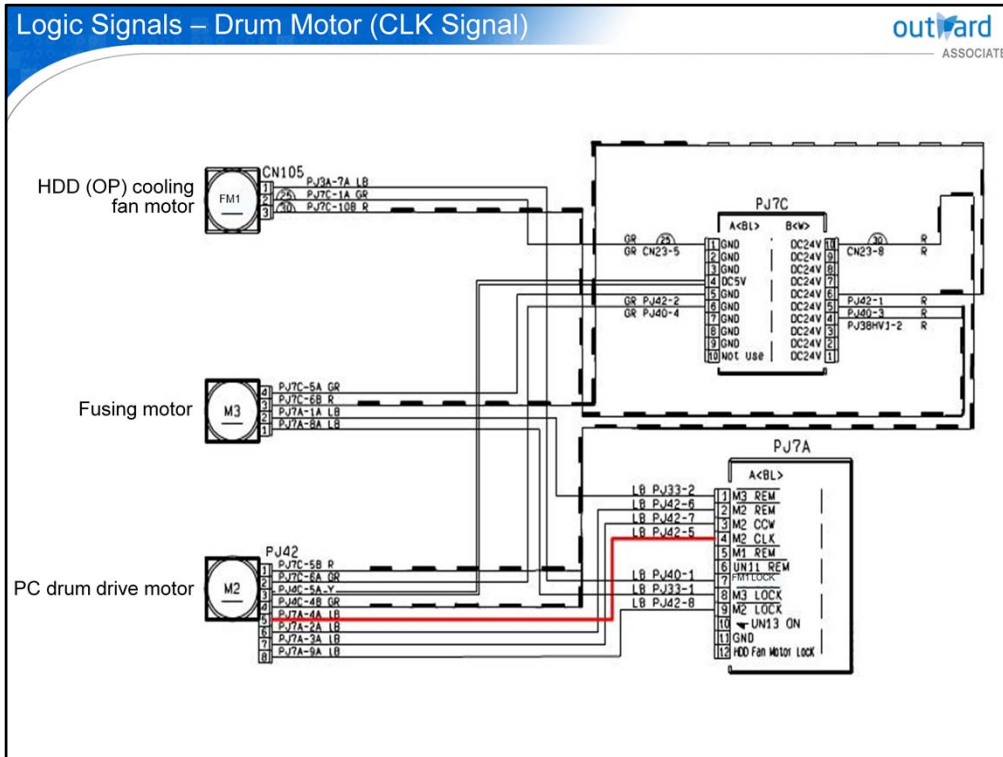 Logic Signals – Drum Motor (CLK Signal)
outward
ASSOCIATE
HDD (OP) cooling
fan motor
FM1
CN105
1 PJ3A-7A LB
2 25 PJ7C-1A GR
3 30 PJ7C-10B R
PJ7C
A<BL> B<W>
GR 25 1 GND DC24V 10 30 R
GR CN23-5 2 GND DC24V 9 CN23-8 R
3 GND DC24V 8
4 DC5V DC24V 7
5 GND DC24V 6
GR PJ42-2 6 GND DC24V 5 PJ42-1 R
GR PJ40-4 7 GND DC24V 4 PJ40-3 R
8 GND DC24V 3 PJ38HV1-2 R
9 GND DC24V 2
10 Not use DC24V 1
Fusing motor
M3
4 PJ7C-5A GR
3 PJ7C-6B R
2 PJ7A-1A LB
1 PJ7A-8A LB
PJ7A
A<BL>
LB PJ33-2 1 M3 REM
LB PJ42-6 2 M2 REM
LB PJ42-7 3 M2 CCW
LB PJ42-5 4 M2 CLK
5 M1 REM
6 UN11 REM
LB PJ40-1 7 FM1 LOCK
LB PJ33-1 8 M3 LOCK
LB PJ42-8 9 M2 LOCK
10 UN13 ON
11 GND
12 HDD Fan Motor Lock
PC drum drive motor
M2
PJ42
1 PJ7C-5B R
2 PJ7C-6A GR
3 PJ4C-5A Y
4 PJ4C-4B GR
5 PJ7A-4A LB
6 PJ7A-2A LB
7 PJ7A-3A LB
8 PJ7A-9A LB